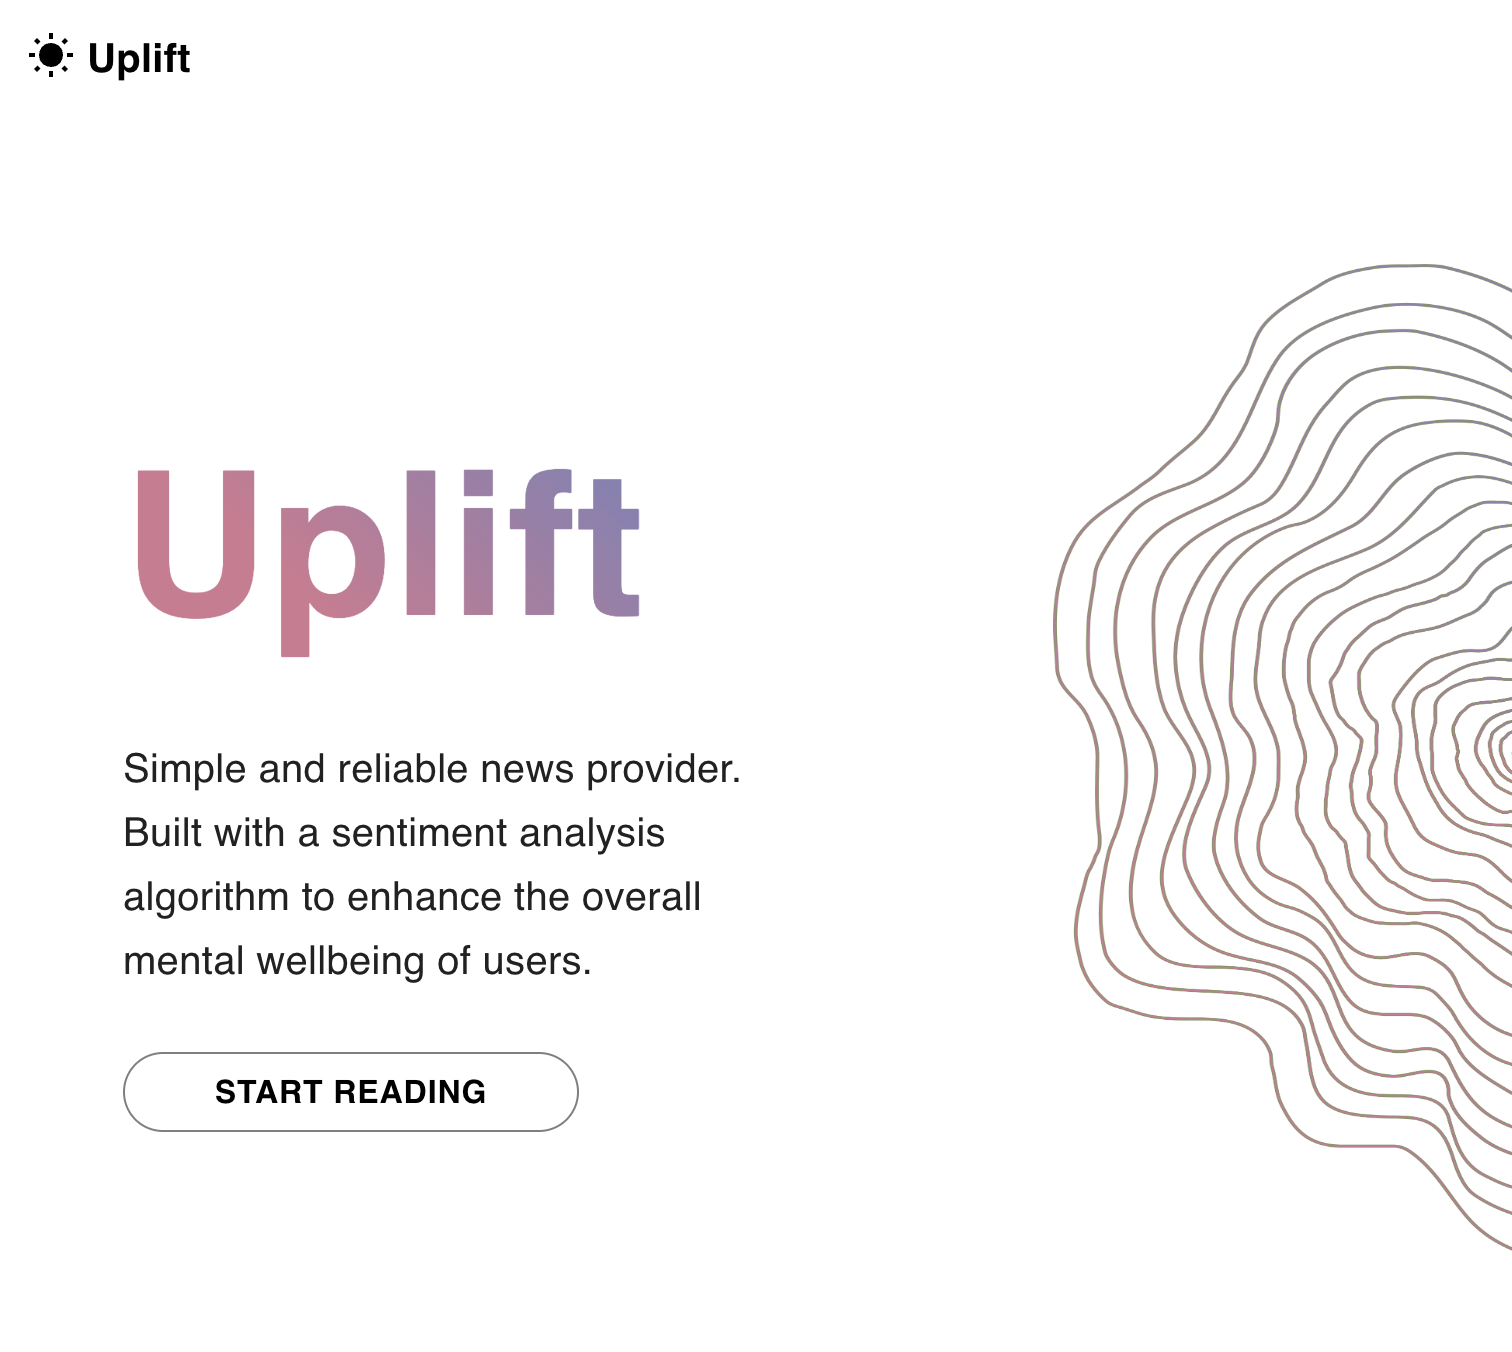 Uplift
Uplift
Simple and reliable news provider.
Built with a sentiment analysis
algorithm to enhance the overall
mental wellbeing of users.
START READING